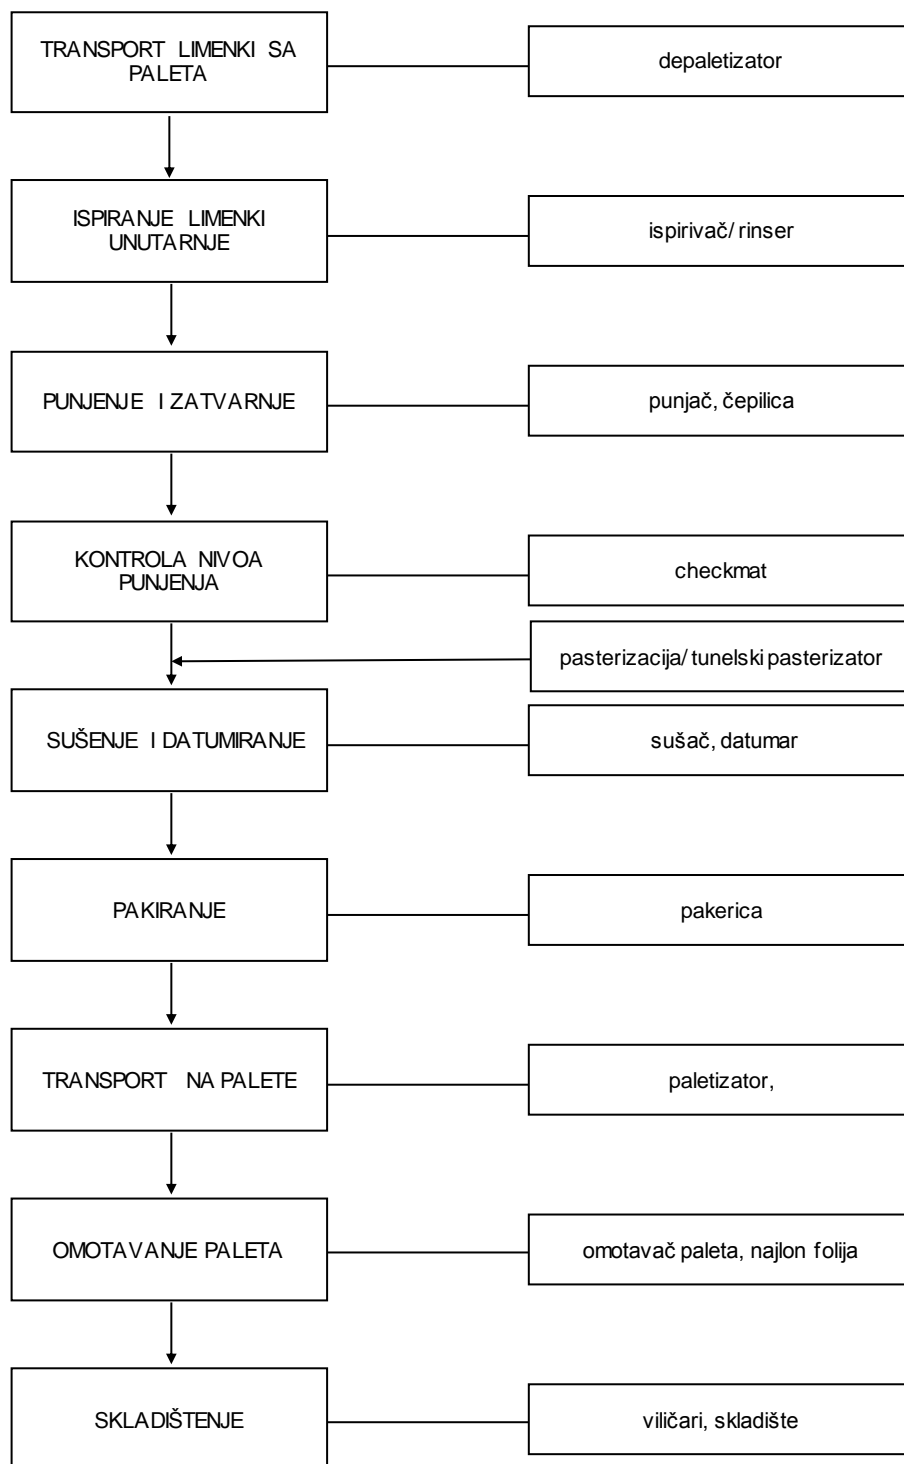 TRANSPORT LIMENKI SA
PALETA
depaletizator
ISPIRANJE LIMENKI
UNUTARNJE
ispirivač/ rinser
PUNJENJE I ZATVARNJE
punjač, čepilica
KONTROLA NIVOA
PUNJENJA
checkmat
pasterizacija/ tunelski pasterizator
SUŠENJE I DATUMIRANJE
sušač, datumar
PAKIRANJE
pakerica
TRANSPORT NA PALETE
paletizator,
OMOTAVANJE PALETA
omotavač paleta, najlon folija
SKLADIŠTENJE
viličari, skladište